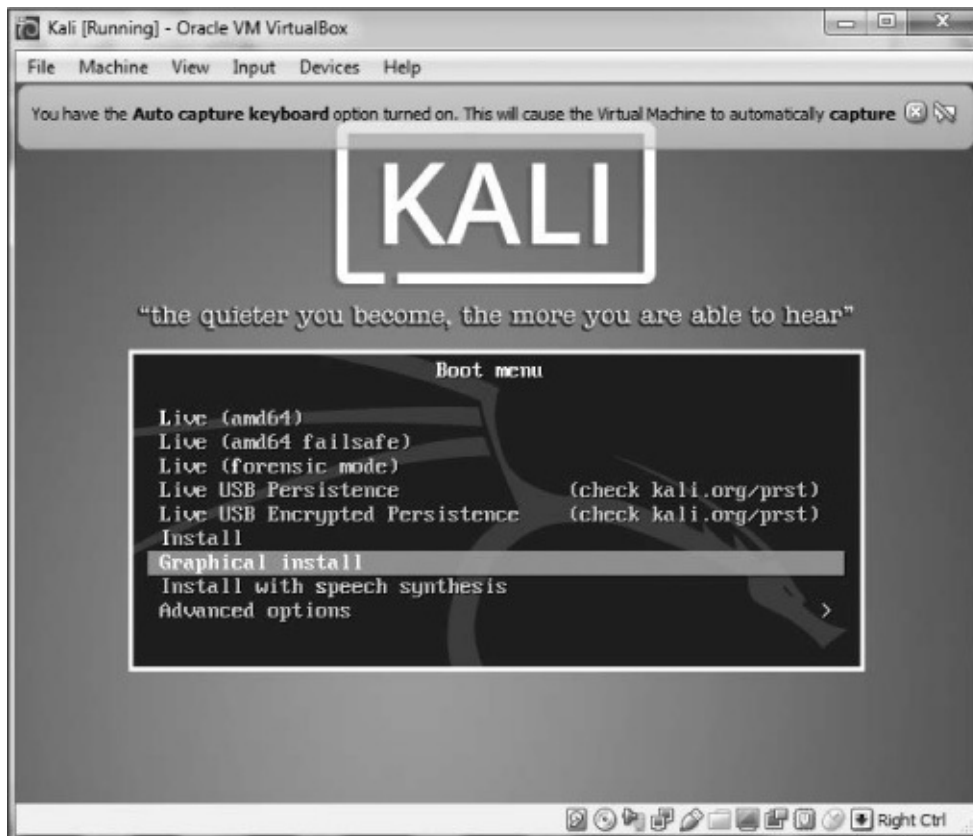 Kali [Running] - Oracle VM VirtualBox
File Machine View Input Devices Help
You have the Auto capture keyboard option turned on. This will cause the Virtual Machine to automatically capture
KALI
“the quieter you become, the more you are able to hear”
Boot menu
Live (amd64)
Live (amd64 failsafe)
Live (forensic mode)
Live USB Persistence (check kali.org/prst)
Live USB Encrypted Persistence (check kali.org/prst)
Install
Graphical install
Install with speech synthesis
Advanced options >
Right Ctrl